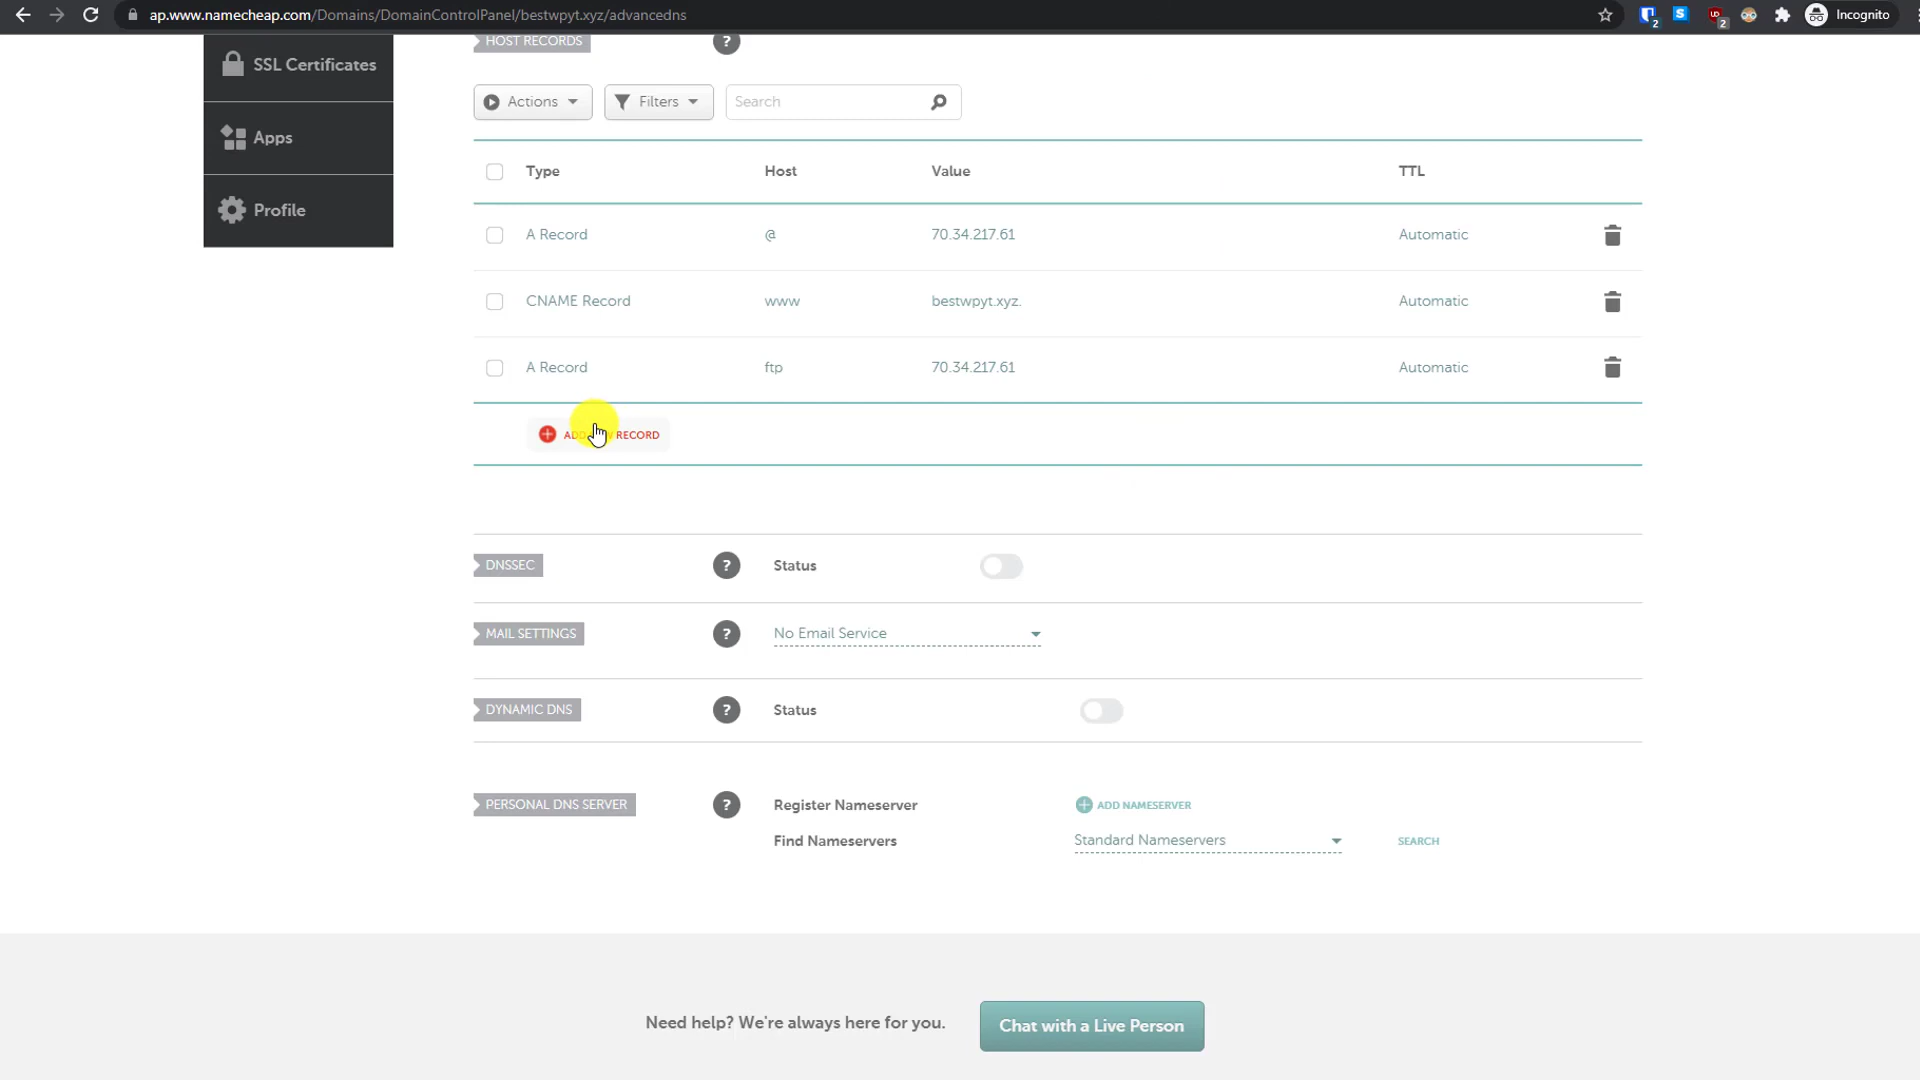 ap.www.namecheap.com/Domains/DomainControlPanel/bestwpyt.xyz/advancedns
2
S
UD
2
Incognito
HOST RECORDS
?
SSL Certificates
Actions
Filters
Search
Apps
Type Host Value TTL
Profile
A Record @ 70.34.217.61 Automatic
CNAME Record www bestwpyt.xyz. Automatic
A Record ftp 70.34.217.61 Automatic
RECORD
DNSSEC ? Status
MAIL SETTINGS ? No Email Service
DYNAMIC DNS ? Status
PERSONAL DNS SERVER ? Register Nameserver ADD NAMESERVER
Find Nameservers Standard Nameservers SEARCH
Need help? We're always here for you. Chat with a Live Person